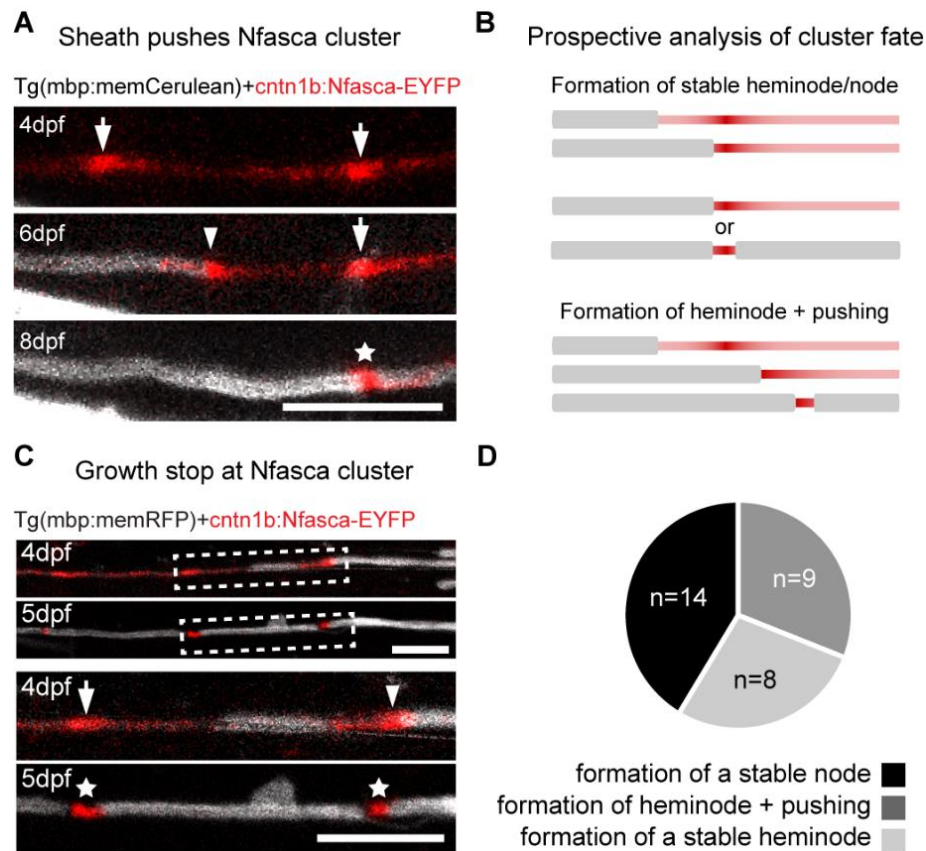 A
Sheath pushes Nfasca cluster
Tg(mbp:memCerulean)+cntn1b:Nfasca-EYFP
4dpf
6dpf
8dpf
B
Prospective analysis of cluster fate
Formation of stable heminode/node
or
Formation of heminode + pushing
C
Growth stop at Nfasca cluster
Tg(mbp:memRFP)+cntn1b:Nfasca-EYFP
4dpf
5dpf
4dpf
5dpf
D
n=14
n=9
n=8
formation of a stable node
formation of heminode + pushing
formation of a stable heminode